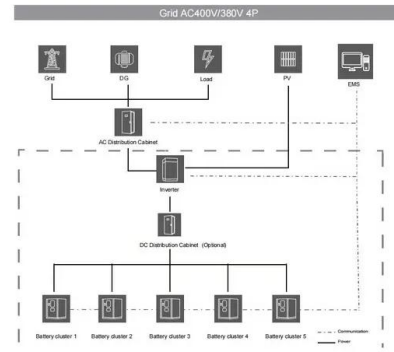 Grid AC400V/380V 4P
Grid
DG
Load
PV
EMS
AC Distribution Cabinet
Inverter
DC Distribution Cabinet (Optional)
Battery cluster 1
Battery cluster 2
Battery cluster 3
Battery cluster 4
Battery cluster 5
Communication
Power